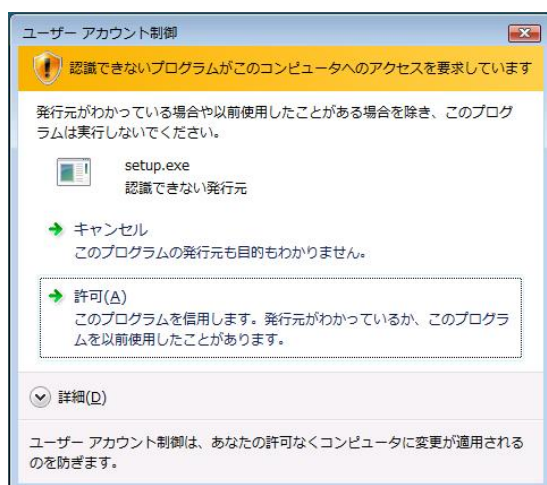 ユーザー アカウント制御
認識できないプログラムがこのコンピュータへのアクセスを要求しています
発行元がわかっている場合や以前使用したことがある場合を除き、このプログ
ラムは実行しないでください。
setup.exe
認識できない発行元
キャンセル
このプログラムの発行元も目的もわかりません。
許可(A)
このプログラムを信用します。発行元がわかっているか、このプログラ
ムを以前使用したことがあります。
詳細(D)
ユーザー アカウント制御は、あなたの許可なくコンピュータに変更が適用される
のを防ぎます。